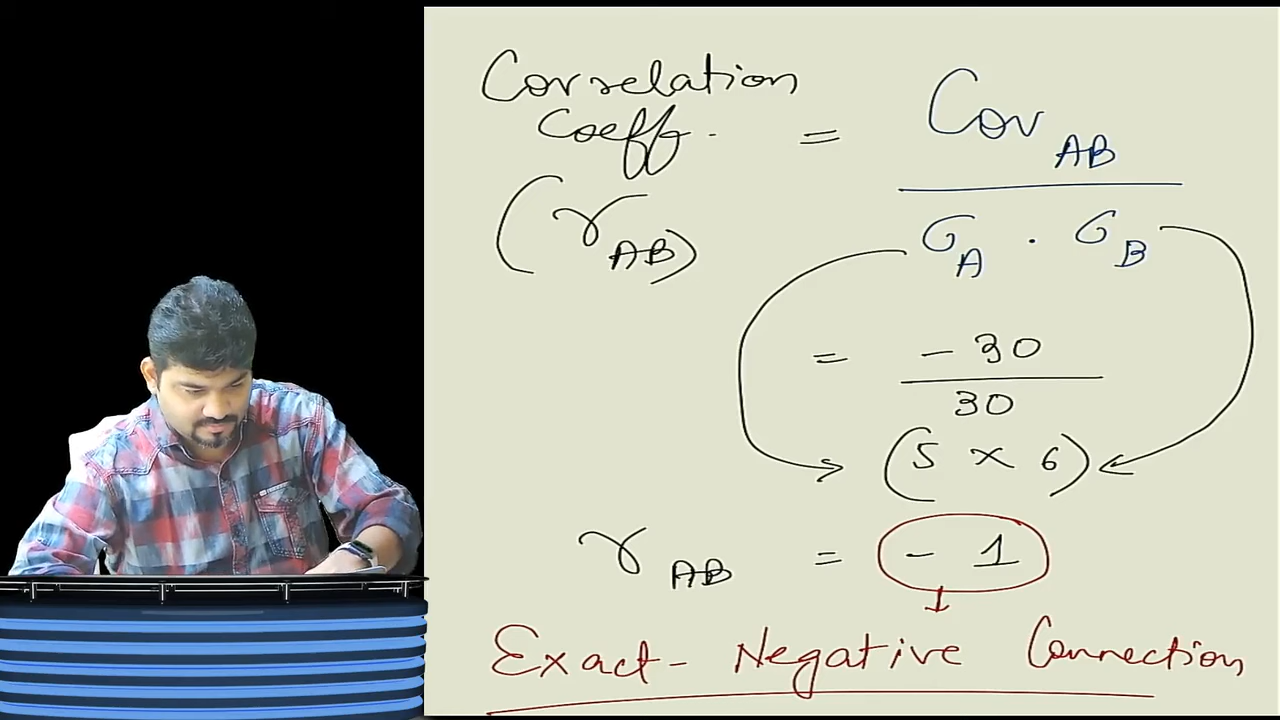 Correlation
Coeff. = Cov AB
(r AB) σA . σB
= - 30
30
(5 × 6)
r AB = - 1
Exact - Negative Connection